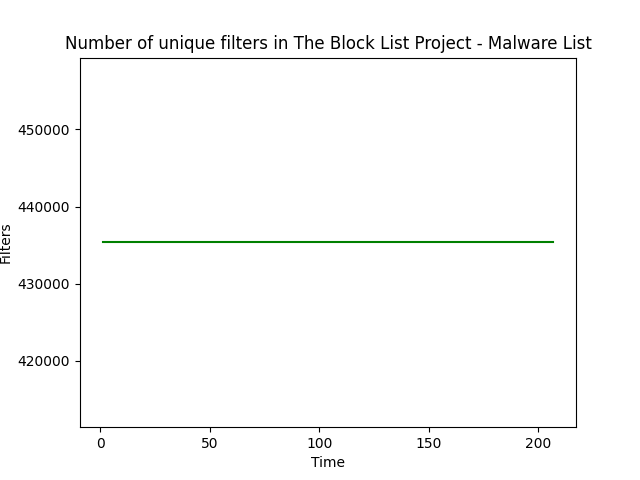 Number of unique filters in The Block List Project - Malware List
450000
440000
430000
420000
Filters
0 50 100 150 200
Time